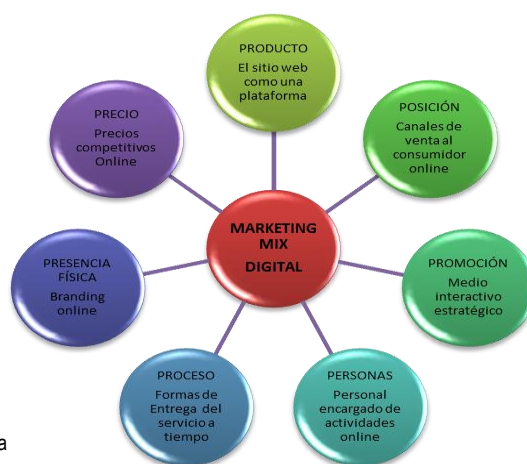 PRODUCTO
El sitio web
como una
plataforma
POSICIÓN
Canales de
venta al
consumidor
online
PROMOCIÓN
Medio
interactivo
estratégico
PERSONAS
Personal
encargado de
actividades
online
PROCESO
Formas de
Entrega del
servicio a
tiempo
PRESENCIA
FÍSICA
Branding
online
PRECIO
Precios
competitivos
Online
MARKETING
MIX
DIGITAL
a